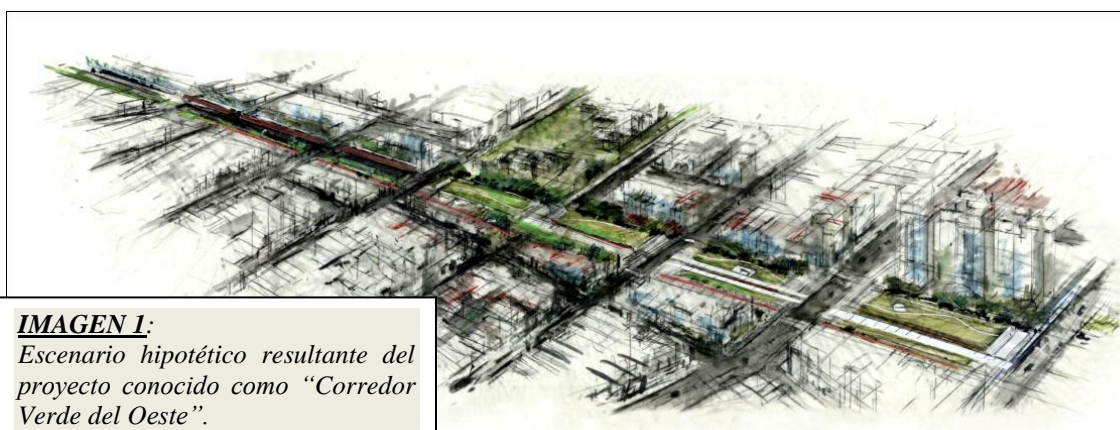 IMAGEN 1:
Escenario hipotético resultante del
proyecto conocido como “Corredor
Verde del Oeste”.